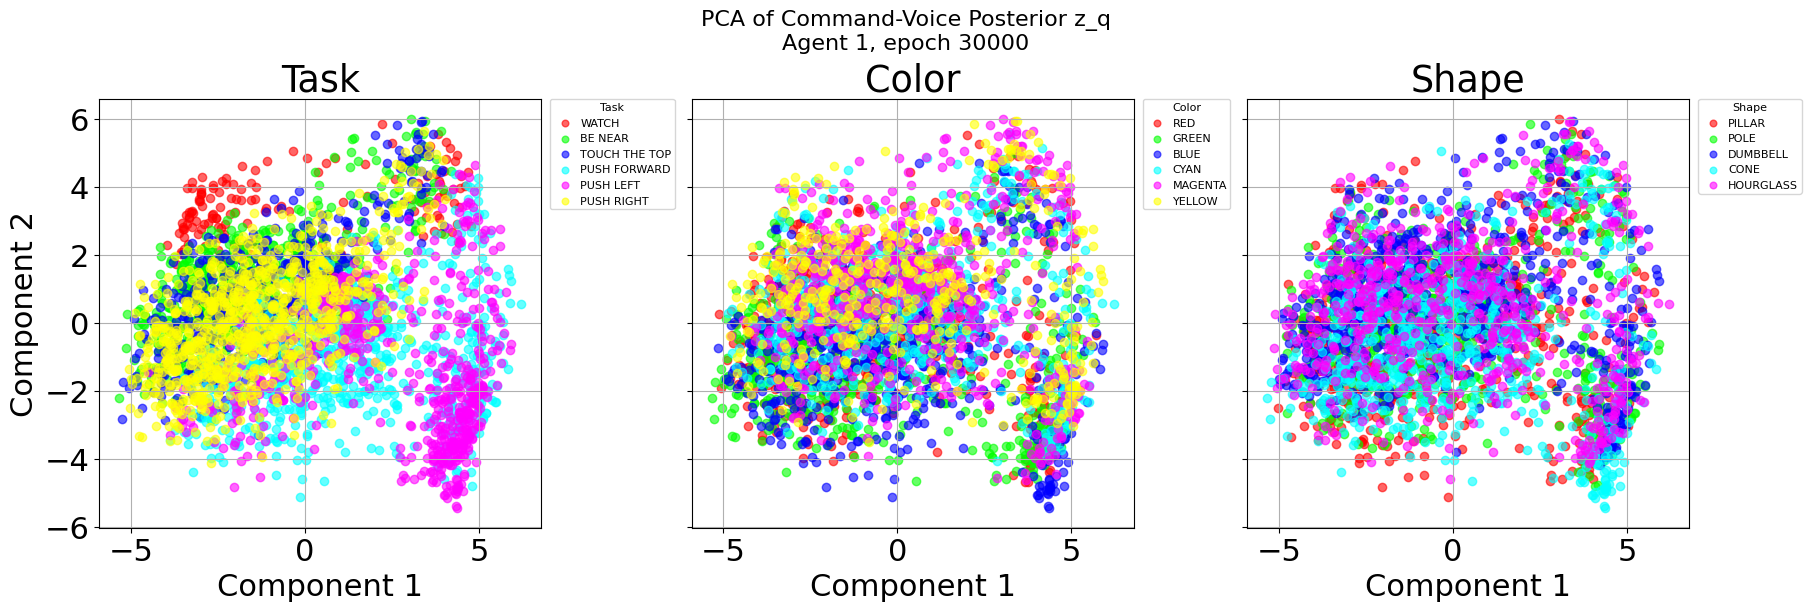 PCA of Command-Voice Posterior z_q
Agent 1, epoch 30000
Task
Component 2
6
4
2
0
−2
−4
−6
−5 0 5
Component 1
Task
WATCH
BE NEAR
TOUCH THE TOP
PUSH FORWARD
PUSH LEFT
PUSH RIGHT
Color
−5 0 5
Component 1
Color
RED
GREEN
BLUE
CYAN
MAGENTA
YELLOW
Shape
−5 0 5
Component 1
Shape
PILLAR
POLE
DUMBBELL
CONE
HOURGLASS